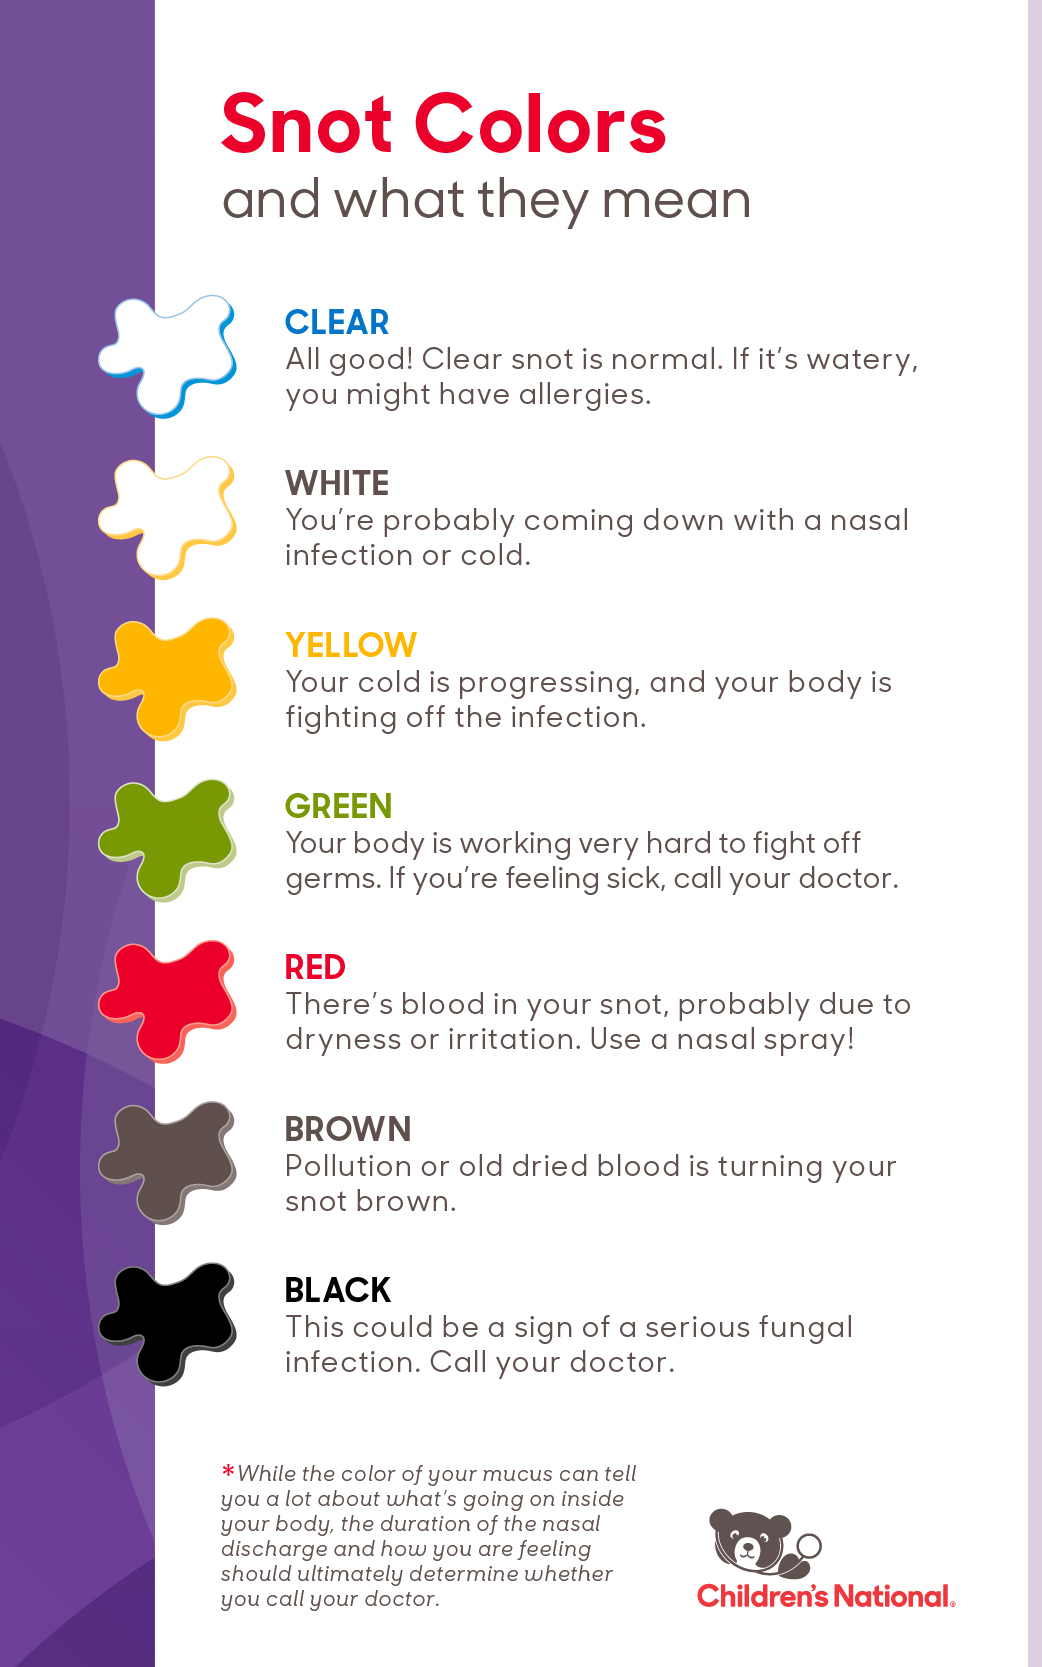 Snot Colors
and what they mean
CLEAR
All good! Clear snot is normal. If it's watery,
you might have allergies.
WHITE
You're probably coming down with a nasal
infection or cold.
YELLOW
Your cold is progressing, and your body is
fighting off the infection.
GREEN
Your body is working very hard to fight off
germs. If you're feeling sick, call your doctor.
RED
There's blood in your snot, probably due to
dryness or irritation. Use a nasal spray!
BROWN
Pollution or old dried blood is turning your
snot brown.
BLACK
This could be a sign of a serious fungal
infection. Call your doctor.
*While the color of your mucus can tell
you a lot about what's going on inside
your body, the duration of the nasal
discharge and how you are feeling
should ultimately determine whether
you call your doctor.
Children's National®